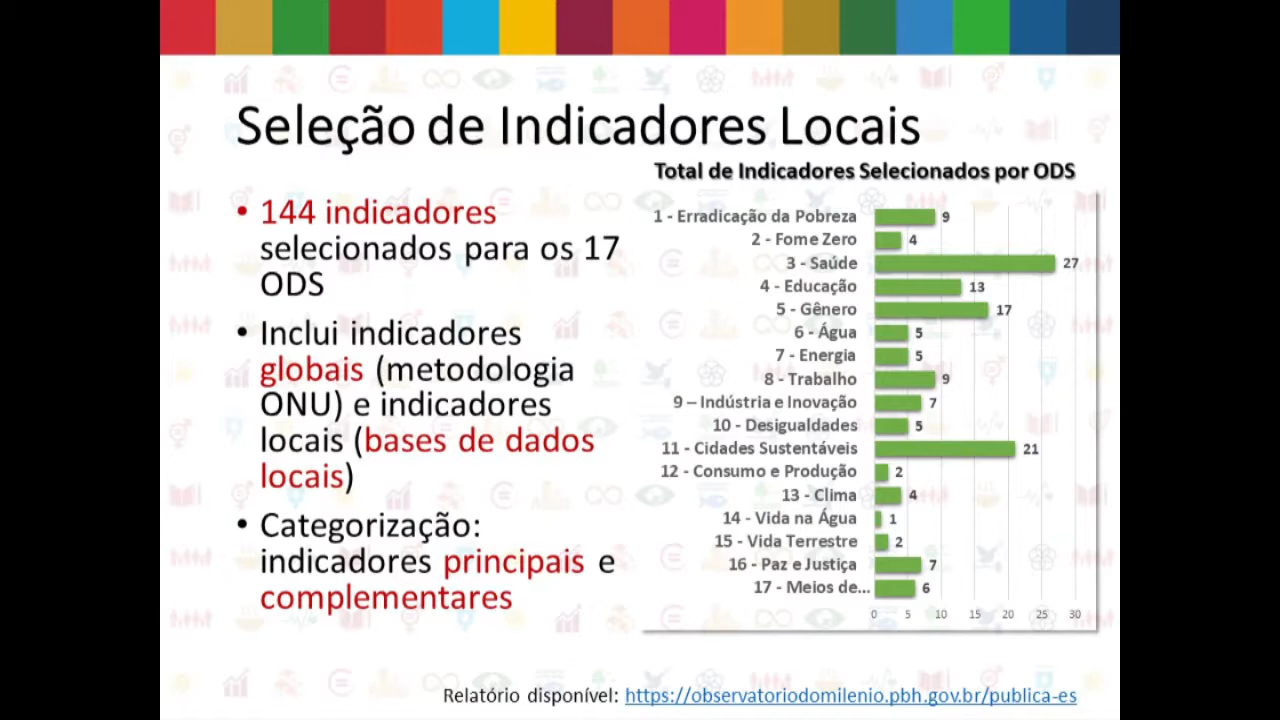 Seleção de Indicadores Locais
• 144 indicadores
selecionados para os 17
ODS
• Inclui indicadores
globais (metodologia
ONU) e indicadores
locais (bases de dados
locais)
• Categorização:
indicadores principais e
complementares
Total de Indicadores Selecionados por ODS
1 - Erradicação da Pobreza 9
2 - Fome Zero 4
3 - Saúde 27
4 - Educação 13
5 - Gênero 17
6 - Água 5
7 - Energia 5
8 - Trabalho 9
9 – Indústria e Inovação 7
10 - Desigualdades 5
11 - Cidades Sustentáveis 21
12 - Consumo e Produção 2
13 - Clima 4
14 - Vida na Água 1
15 - Vida Terrestre 2
16 - Paz e Justiça 7
17 - Meios de... 6
0 5 10 15 20 25 30
Relatório disponível: https://observatoriodomilenio.pbh.gov.br/publica-es